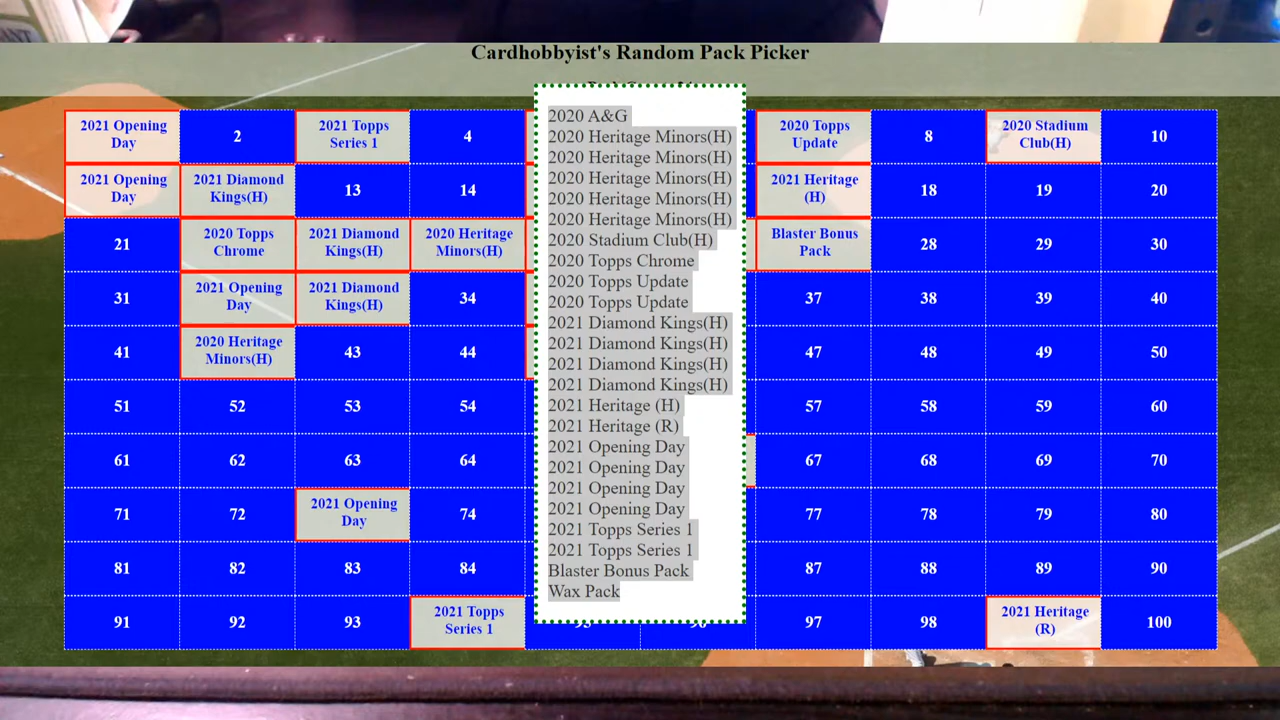 Cardhobbyist's Random Pack Picker
2021 Opening Day
2
2021 Topps Series 1
4
2020 Topps Update
8
2020 Stadium Club(H)
10
2021 Opening Day
2021 Diamond Kings(H)
13
14
2021 Heritage (H)
18
19
20
21
2020 Topps Chrome
2021 Diamond Kings(H)
2020 Heritage Minors(H)
Blaster Bonus Pack
28
29
30
31
2021 Opening Day
2021 Diamond Kings(H)
34
37
38
39
40
41
2020 Heritage Minors(H)
43
44
47
48
49
50
51
52
53
54
57
58
59
60
61
62
63
64
67
68
69
70
71
72
2021 Opening Day
74
77
78
79
80
81
82
83
84
87
88
89
90
91
92
93
2021 Topps Series 1
97
98
2021 Heritage (R)
100
2020 A&G
2020 Heritage Minors(H)
2020 Heritage Minors(H)
2020 Heritage Minors(H)
2020 Heritage Minors(H)
2020 Heritage Minors(H)
2020 Stadium Club(H)
2020 Topps Chrome
2020 Topps Update
2020 Topps Update
2021 Diamond Kings(H)
2021 Diamond Kings(H)
2021 Diamond Kings(H)
2021 Diamond Kings(H)
2021 Heritage (H)
2021 Heritage (R)
2021 Opening Day
2021 Opening Day
2021 Opening Day
2021 Opening Day
2021 Topps Series 1
2021 Topps Series 1
Blaster Bonus Pack
Wax Pack